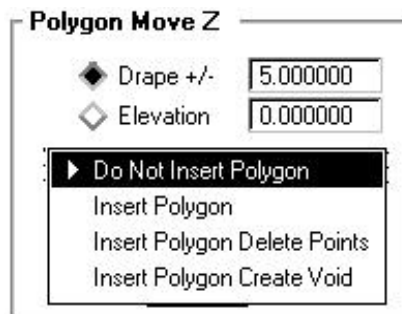 Polygon Move Z
Drape +/- 5.000000
Elevation 0.000000
Do Not Insert Polygon
Insert Polygon
Insert Polygon Delete Points
Insert Polygon Create Void